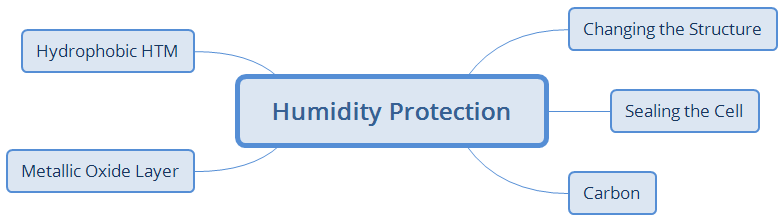 Changing the Structure
Hydrophobic HTM
Humidity Protection
Sealing the Cell
Metallic Oxide Layer
Carbon